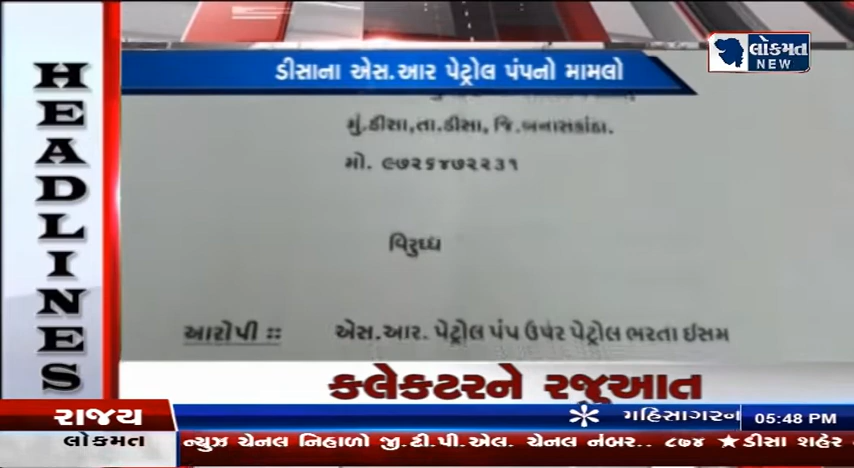 HEADLINES
લોકમત
NEW
ડીસાના એસ.આર પેટ્રોલ પંપનો મામલો
મું.ડીસા,તા.ડીસા, જિ.બનાસકાંઠા.
મો. ૯૭૨૬૪૭૨૨૩૧
વિરુધ્ધ
આરોપી :: એસ.આર. પેટ્રોલ પંપ ઉપર પેટ્રોલ ભરતા ઈસમ
કલેક્ટરને રજૂઆત
રાજ્ય
મહિસાગરન
05:48 PM
લોકમત
ન્યુઝ ચેનલ નિહાળો જી.ટી.પી.એલ. ચેનલ નંબર.. ૮૭૪ ★ડીસા શહેર